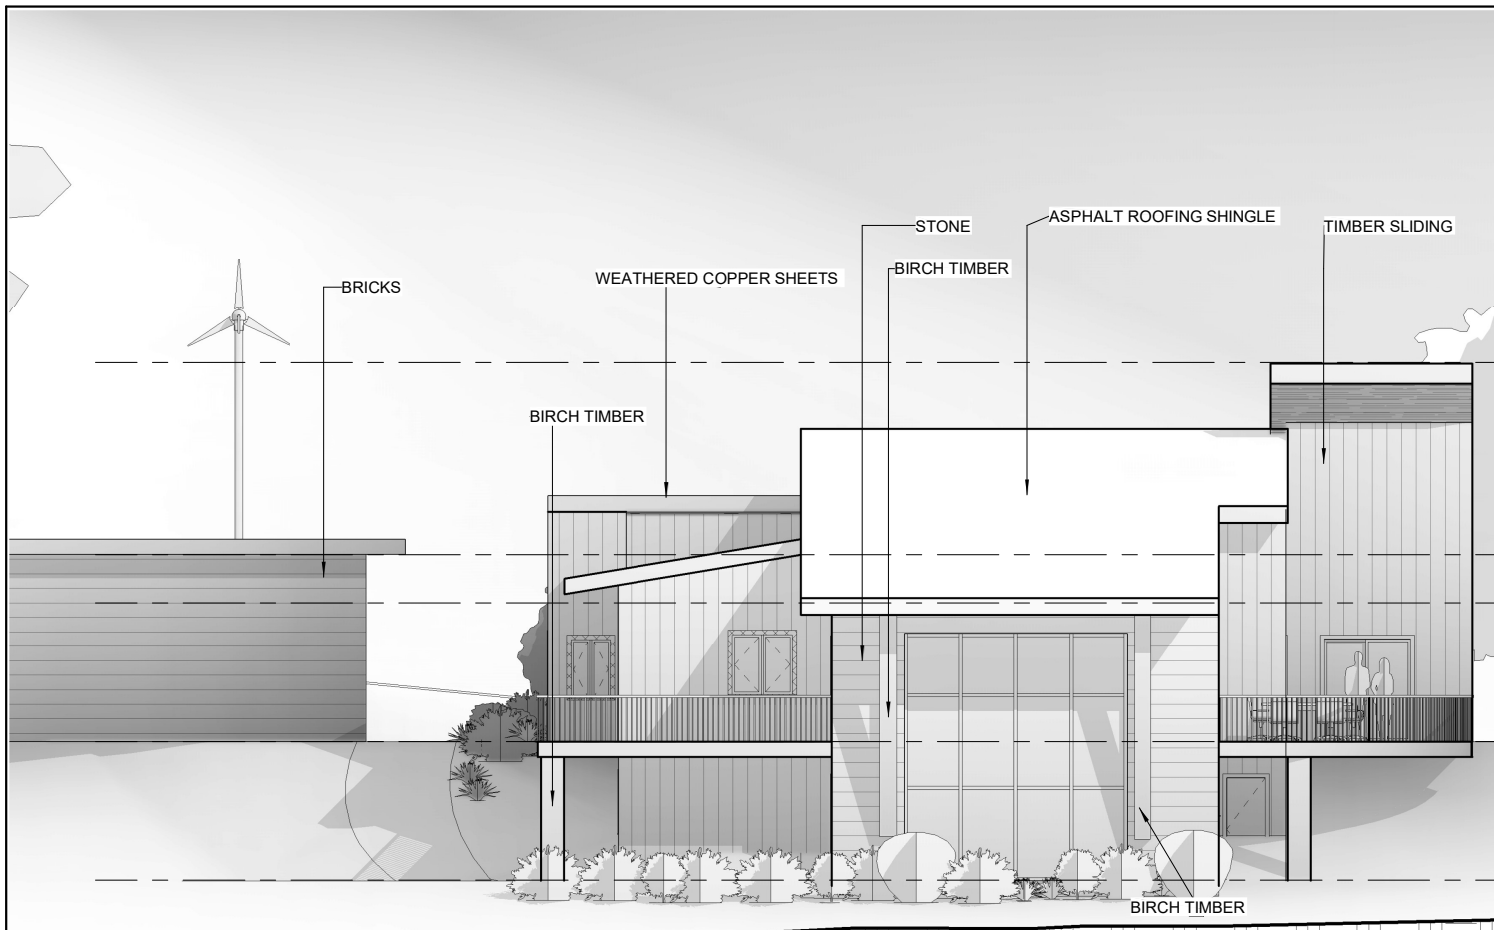 ASPHALT ROOFING SHINGLE
STONE
TIMBER SLIDING
BIRCH TIMBER
WEATHERED COPPER SHEETS
BRICKS
BIRCH TIMBER
BIRCH TIMBER